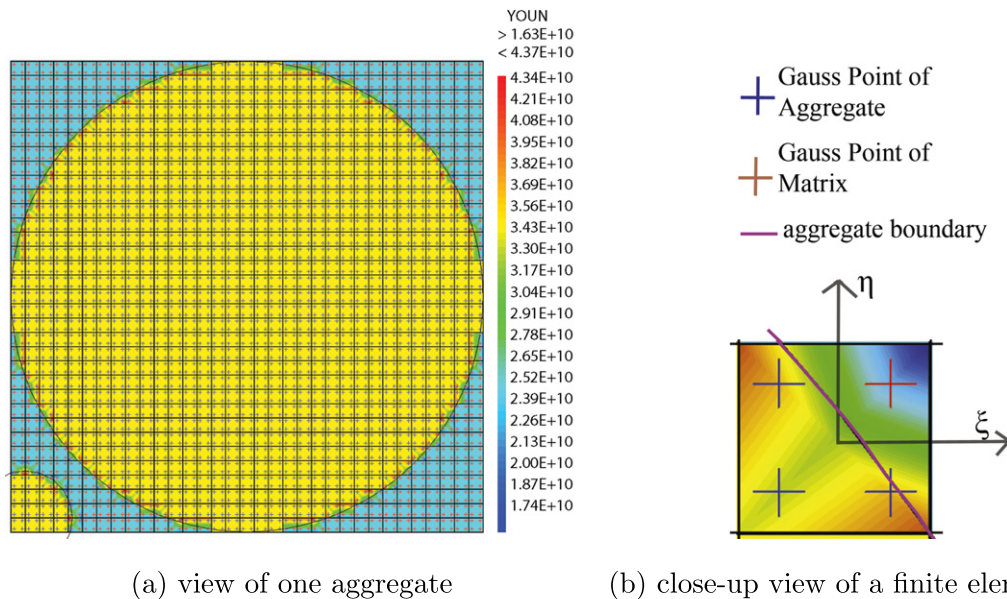 YOUN
> 1.63E+10
< 4.37E+10
4.34E+10
4.21E+10
4.08E+10
3.95E+10
3.82E+10
3.69E+10
3.56E+10
3.43E+10
3.30E+10
3.17E+10
3.04E+10
2.91E+10
2.78E+10
2.65E+10
2.52E+10
2.39E+10
2.26E+10
2.13E+10
2.00E+10
1.87E+10
1.74E+10
Gauss Point of
Aggregate
Gauss Point of
Matrix
aggregate boundary
η
ξ
(a) view of one aggregate
(b) close-up view of a finite elem